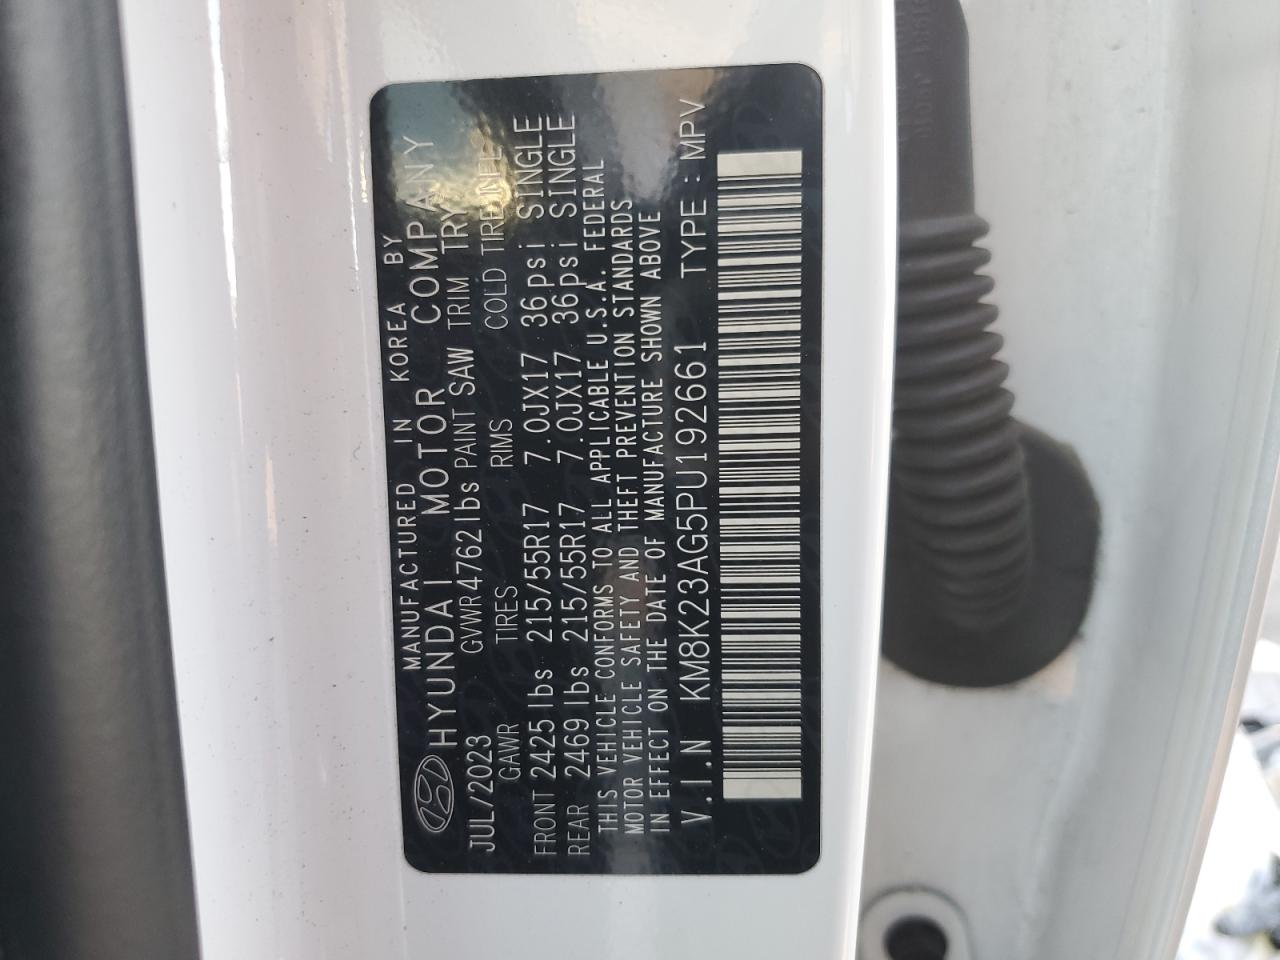 MANUFACTURED IN KOREA BY
HYUNDAI MOTOR COMPANY
JUL/2023 GVWR 4762lbs PAINT SAW TRIM TRY
GAWR TIRES RIMS COLD TIRE INFL
FRONT 2425lbs 215/55R17 7.0JX17 36psi SINGLE
REAR 2469lbs 215/55R17 7.0JX17 36psi SINGLE
THIS VEHICLE CONFORMS TO ALL APPLICABLE U.S.A. FEDERAL
MOTOR VEHICLE SAFETY AND THEFT PREVENTION STANDARDS
IN EFFECT ON THE DATE OF MANUFACTURE SHOWN ABOVE
V.I.N KM8K23AG5PU192661 TYPE : MPV